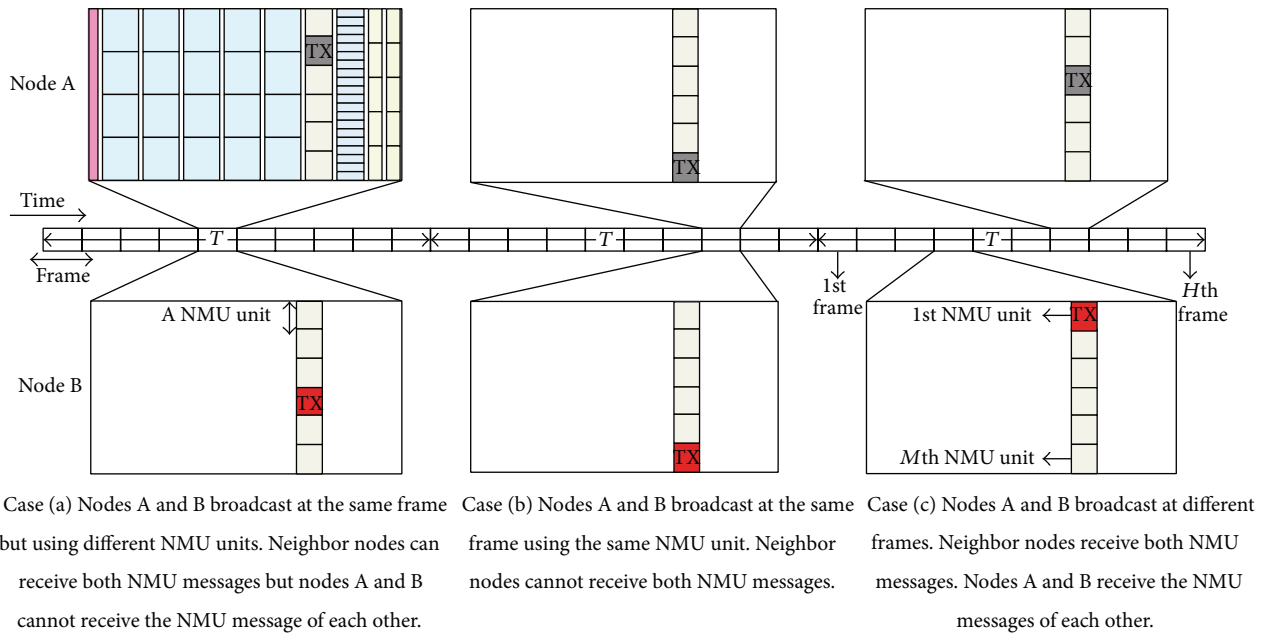 Node A
TX
TX
TX
Time
T
T
T
Frame
1st
frame
Hth
frame
A NMU unit
1st NMU unit
TX
Node B
TX
TX
Mth NMU unit
Case (a) Nodes A and B broadcast at the same frame
but using different NMU units. Neighbor nodes can
receive both NMU messages but nodes A and B
cannot receive the NMU message of each other.
Case (b) Nodes A and B broadcast at the same
frame using the same NMU unit. Neighbor
nodes cannot receive both NMU messages.
Case (c) Nodes A and B broadcast at different
frames. Neighbor nodes receive both NMU
messages. Nodes A and B receive the NMU
messages of each other.